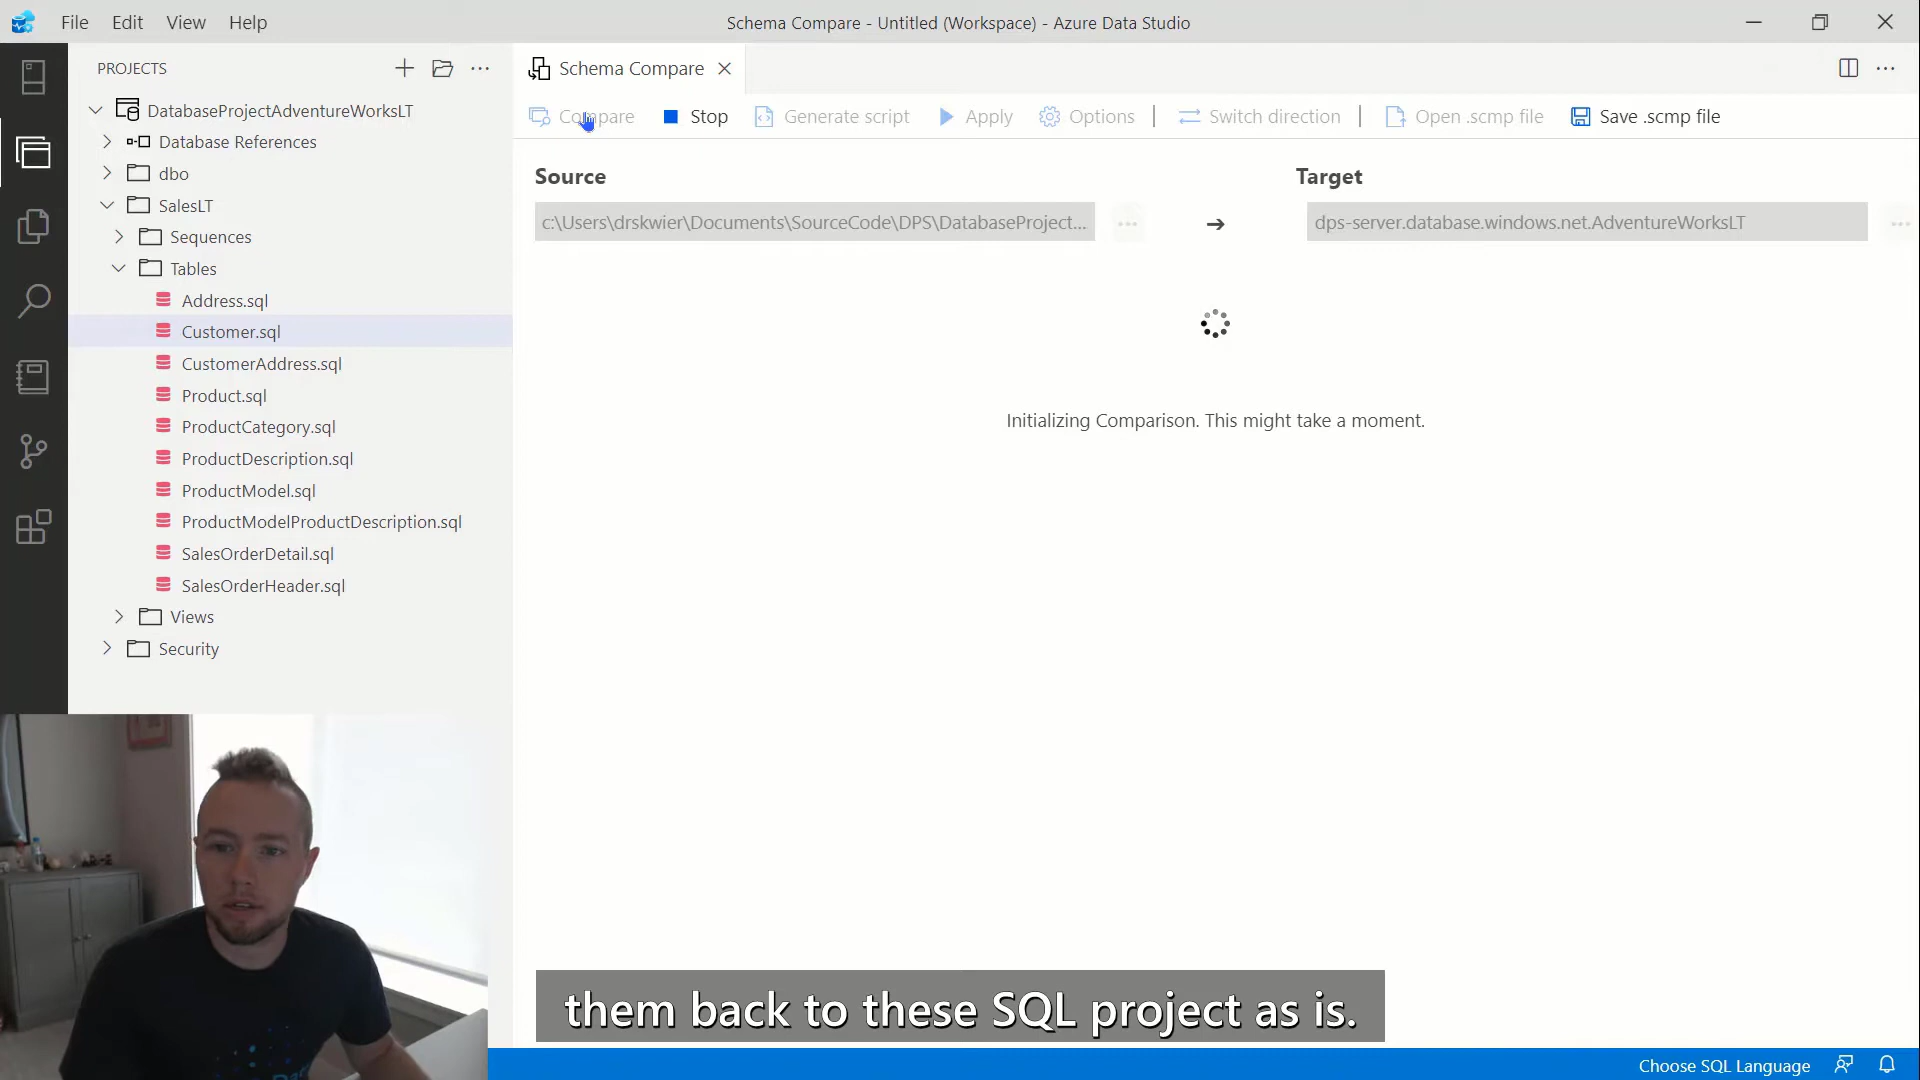 File Edit View Help
Schema Compare - Untitled (Workspace) - Azure Data Studio
PROJECTS
Schema Compare
Compare Stop Generate script Apply Options Switch direction Open .scmp file Save .scmp file
DatabaseProjectAdventureWorksLT
Database References
dbo
SalesLT
Sequences
Tables
Address.sql
Customer.sql
CustomerAddress.sql
Product.sql
ProductCategory.sql
ProductDescription.sql
ProductModel.sql
ProductModelProductDescription.sql
SalesOrderDetail.sql
SalesOrderHeader.sql
Views
Security
Source
Target
c:\Users\drskwier\Documents\SourceCode\DPS\DatabaseProject...
dps-server.database.windows.net.AdventureWorksLT
Initializing Comparison. This might take a moment.
them back to these SQL project as is.
Choose SQL Language